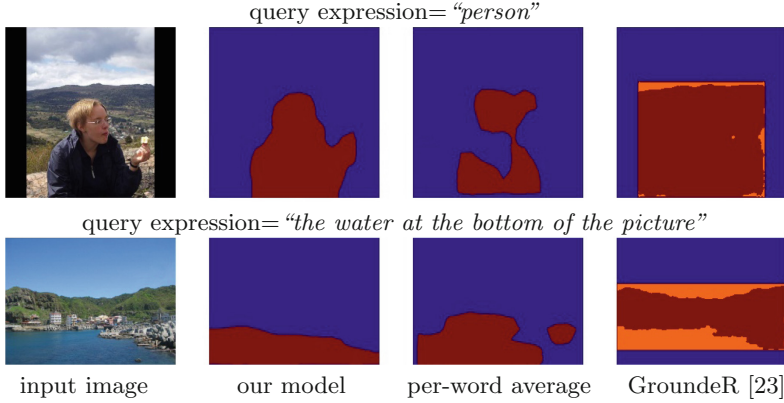 query expression=“person”
query expression=“the water at the bottom of the picture”
input image our model per-word average GroundeR [23]